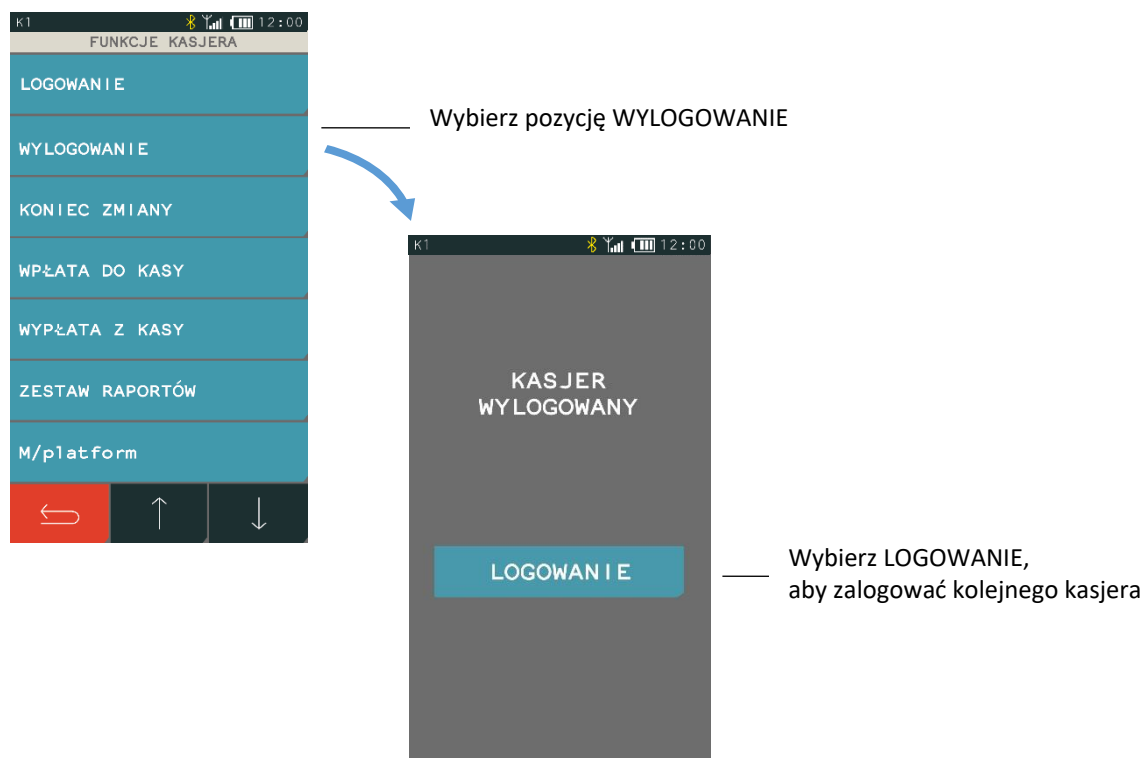 K1 12:00
FUNKCJE KASJERA
LOGOWANIE
WYLOGOWANIE
KONIEC ZMIANY
WPŁATA DO KASY
WYPŁATA Z KASY
ZESTAW RAPORTÓW
M/platform
Wybierz pozycję WYLOGOWANIE
K1 12:00
KASJER
WYLOGOWANY
LOGOWANIE
Wybierz LOGOWANIE,
aby zalogować kolejnego kasjera